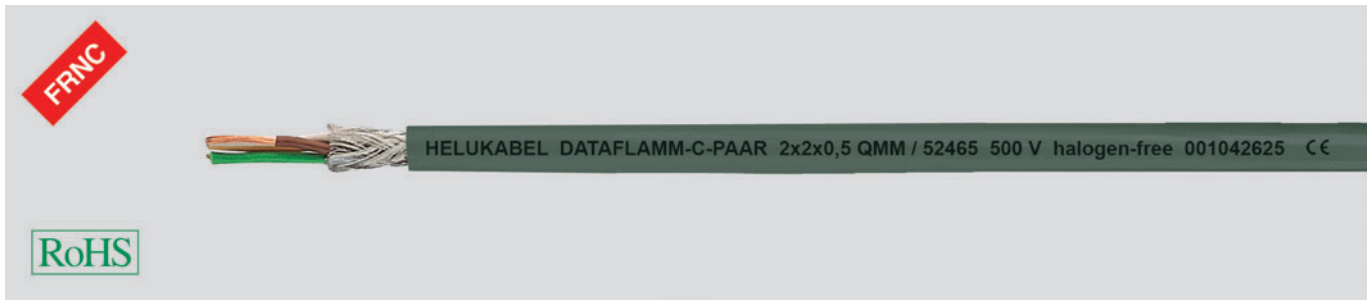 FRNC
HELUKABEL DATAFLAMM-C-PAAR 2x2x0,5 QMM / 52465 500 V halogen-free 001042625 CE
RoHS